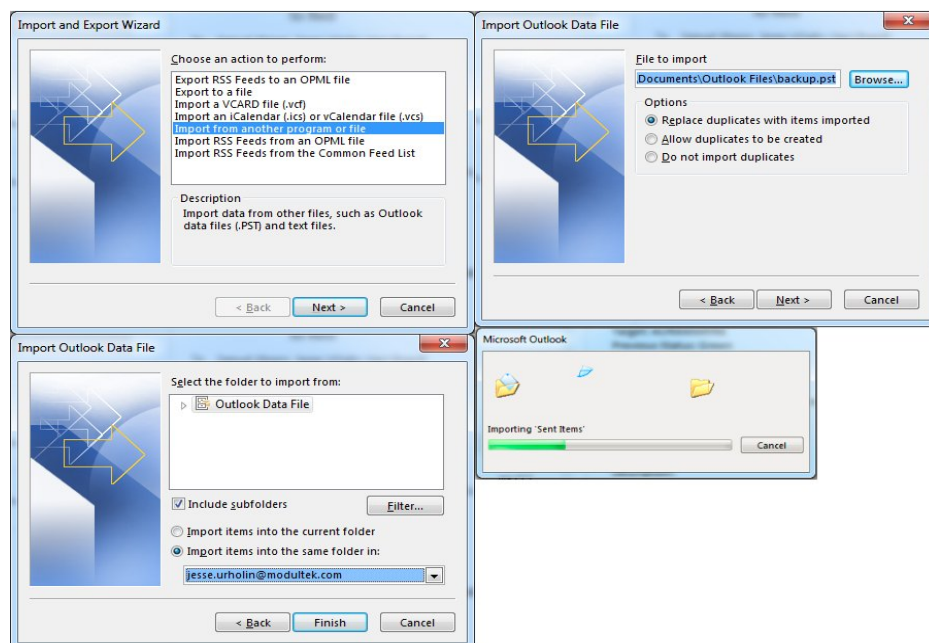 Import and Export Wizard
Choose an action to perform:
Export RSS Feeds to an OPML file
Export to a file
Import a VCARD file (.vcf)
Import an iCalendar (.ics) or vCalendar file (.vcs)
Import from another program or file
Import RSS Feeds from an OPML file
Import RSS Feeds from the Common Feed List
Description
Import data from other files, such as Outlook
data files (.PST) and text files.
< Back Next > Cancel
Import Outlook Data File
File to import
Documents\Outlook Files\backup.pst Browse...
Options
Replace duplicates with items imported
Allow duplicates to be created
Do not import duplicates
< Back Next > Cancel
Import Outlook Data File
Select the folder to import from:
Outlook Data File
Include subfolders Filter...
Import items into the current folder
Import items into the same folder in:
jesse.urholin@modultek.com
< Back Finish Cancel
Microsoft Outlook
Importing 'Sent Items'
Cancel